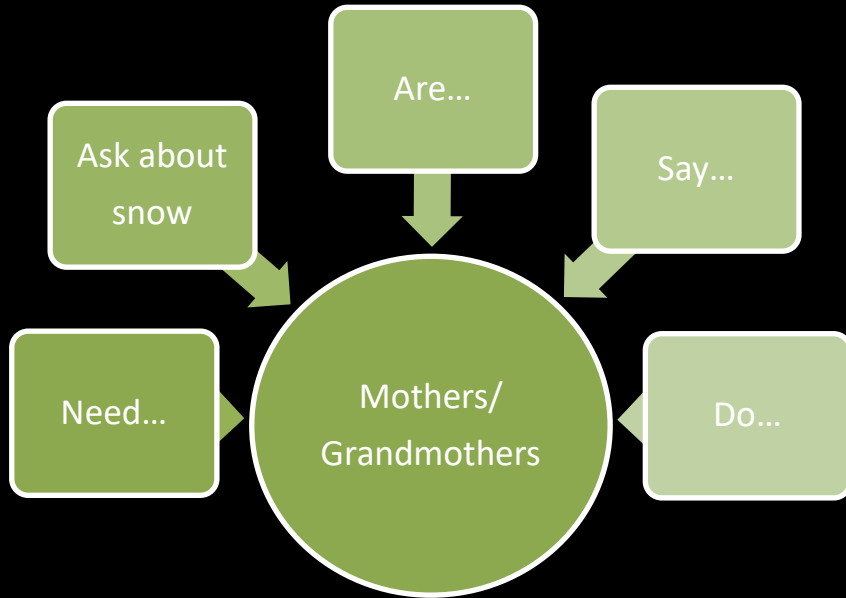 Are...
Ask about
snow
Say...
Need...
Mothers/
Grandmothers
Do...